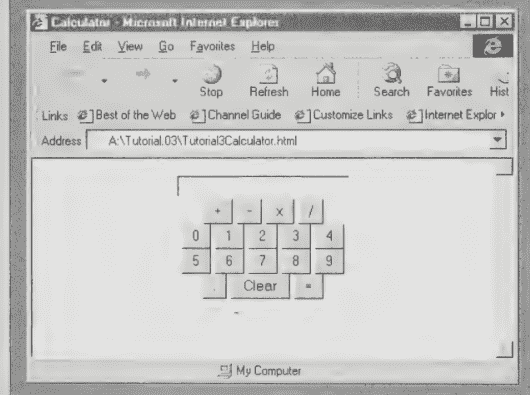 Calculator - Microsoft Internet Explorer
File Edit View Go Favorites Help
Stop Refresh Home Search Favorites Hist
Links Best of the Web Channel Guide Customize Links Internet Explor
Address A:\Tutorial.03\Tutorial3Calculator.html
+ - x /
0 1 2 3 4
5 6 7 8 9
. Clear =
My Computer